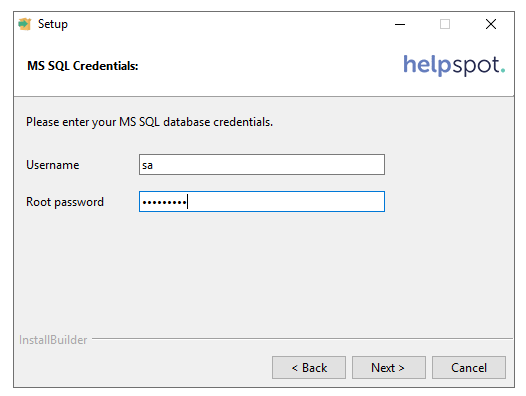 Setup
MS SQL Credentials:
helpspot.
Please enter your MS SQL database credentials.
Username
sa
Root password
•••••••••
InstallBuilder
< Back
Next >
Cancel